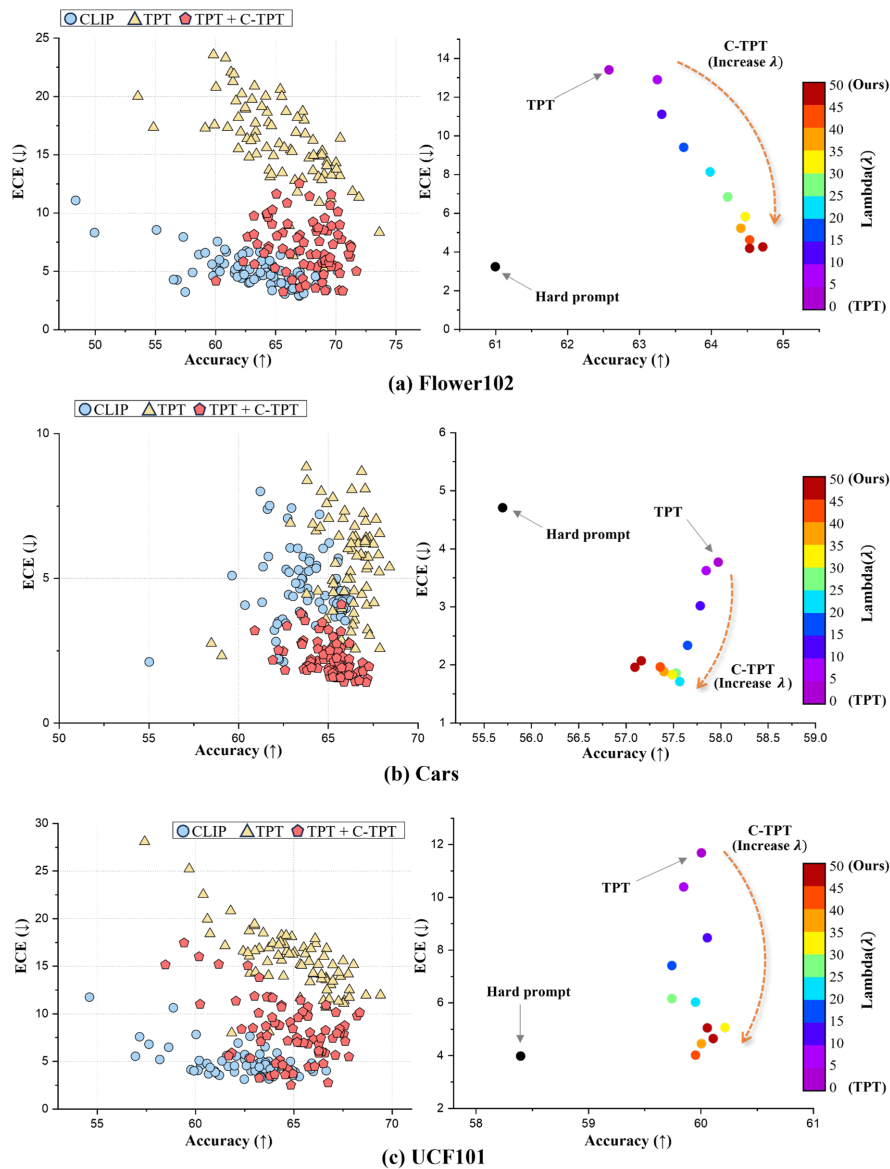 CLIP TPT TPT + C-TPT
25
20
15
10
5
0
ECE (↓)
50 55 60 65 70 75
Accuracy (↑)
14
12
10
8
6
4
2
0
ECE (↓)
61 62 63 64 65
Accuracy (↑)
TPT
C-TPT
(Increase λ)
Hard prompt
50 (Ours)
45
40
35
30
25
20
15
10
5
0 (TPT)
Lambda(λ)
(a) Flower102
CLIP TPT TPT + C-TPT
10
5
0
ECE (↓)
50 55 60 65 70
Accuracy (↑)
6
5
4
3
2
1
ECE (↓)
55.5 56.0 56.5 57.0 57.5 58.0 58.5 59.0
Accuracy (↑)
Hard prompt
TPT
C-TPT
(Increase λ)
50 (Ours)
45
40
35
30
25
20
15
10
5
0 (TPT)
Lambda(λ)
(b) Cars
CLIP TPT TPT + C-TPT
30
25
20
15
10
5
0
ECE (↓)
55 60 65 70
Accuracy (↑)
12
10
8
6
4
2
ECE (↓)
58 59 60 61
Accuracy (↑)
C-TPT
(Increase λ)
TPT
Hard prompt
50 (Ours)
45
40
35
30
25
20
15
10
5
0 (TPT)
Lambda(λ)
(c) UCF101